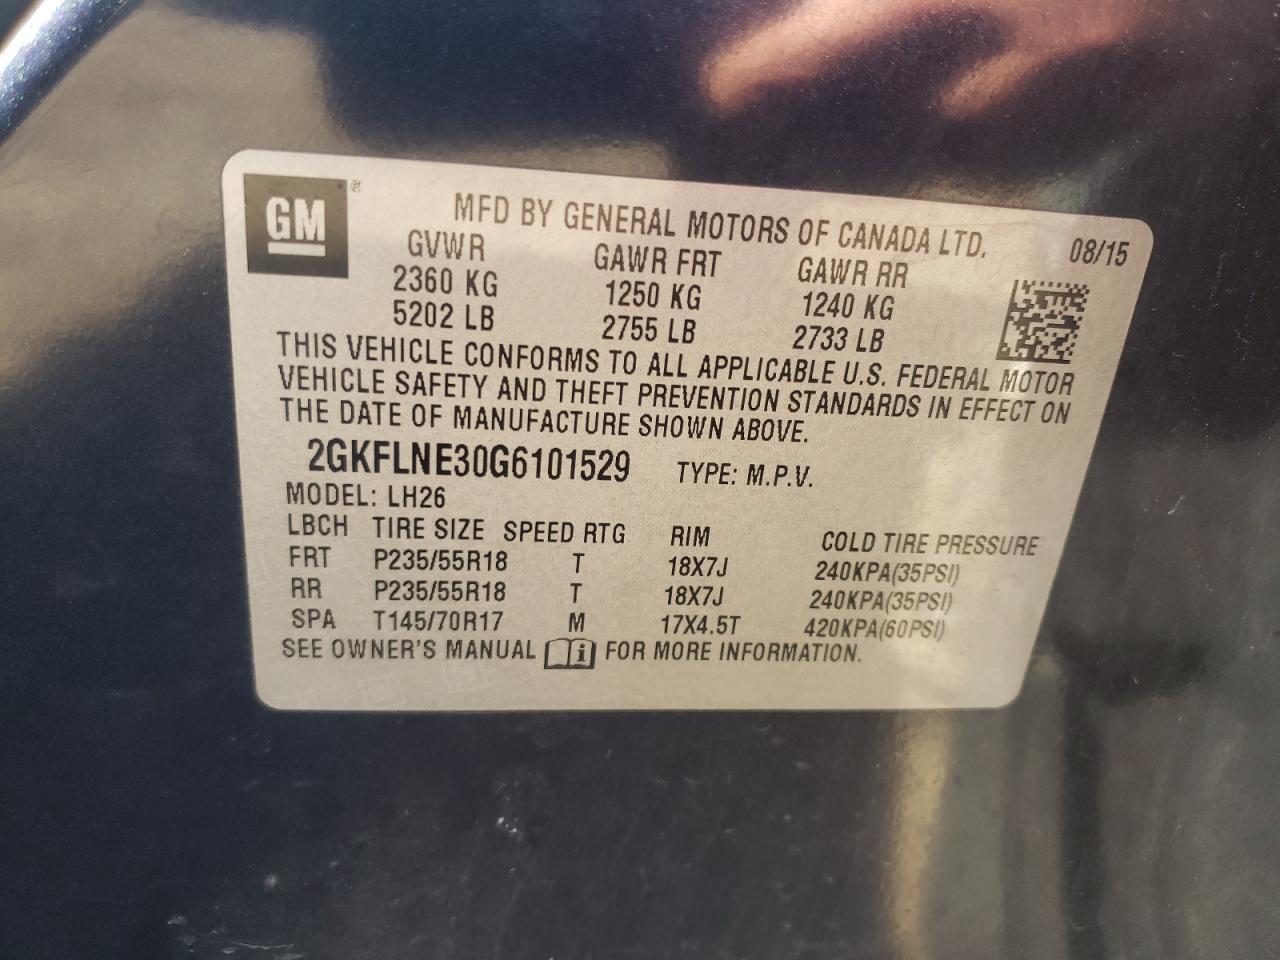 GM ®
MFD BY GENERAL MOTORS OF CANADA LTD. 08/15
GVWR GAWR FRT GAWR RR
2360 KG 1250 KG 1240 KG
5202 LB 2755 LB 2733 LB
THIS VEHICLE CONFORMS TO ALL APPLICABLE U.S. FEDERAL MOTOR
VEHICLE SAFETY AND THEFT PREVENTION STANDARDS IN EFFECT ON
THE DATE OF MANUFACTURE SHOWN ABOVE.
2GKFLNE30G6101529 TYPE: M.P.V.
MODEL: LH26
LBCH TIRE SIZE SPEED RTG RIM COLD TIRE PRESSURE
FRT P235/55R18 T 18X7J 240KPA(35PSI)
RR P235/55R18 T 18X7J 240KPA(35PSI)
SPA T145/70R17 M 17X4.5T 420KPA(60PSI)
SEE OWNER'S MANUAL i FOR MORE INFORMATION.